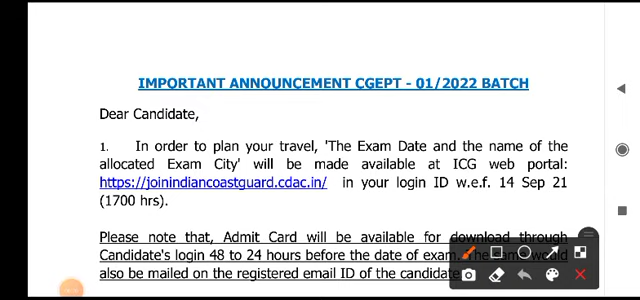 IMPORTANT ANNOUNCEMENT CGEPT - 01/2022 BATCH
Dear Candidate,
1. In order to plan your travel, 'The Exam Date and the name of the
allocated Exam City' will be made available at ICG web portal:
https://joinindiancoastguard.cdac.in/ in your login ID w.e.f. 14 Sep 21
(1700 hrs).
Please note that, Admit Card will be available for download through
Candidate's login 48 to 24 hours before the date of exam. The same would
also be mailed on the registered email ID of the candidate